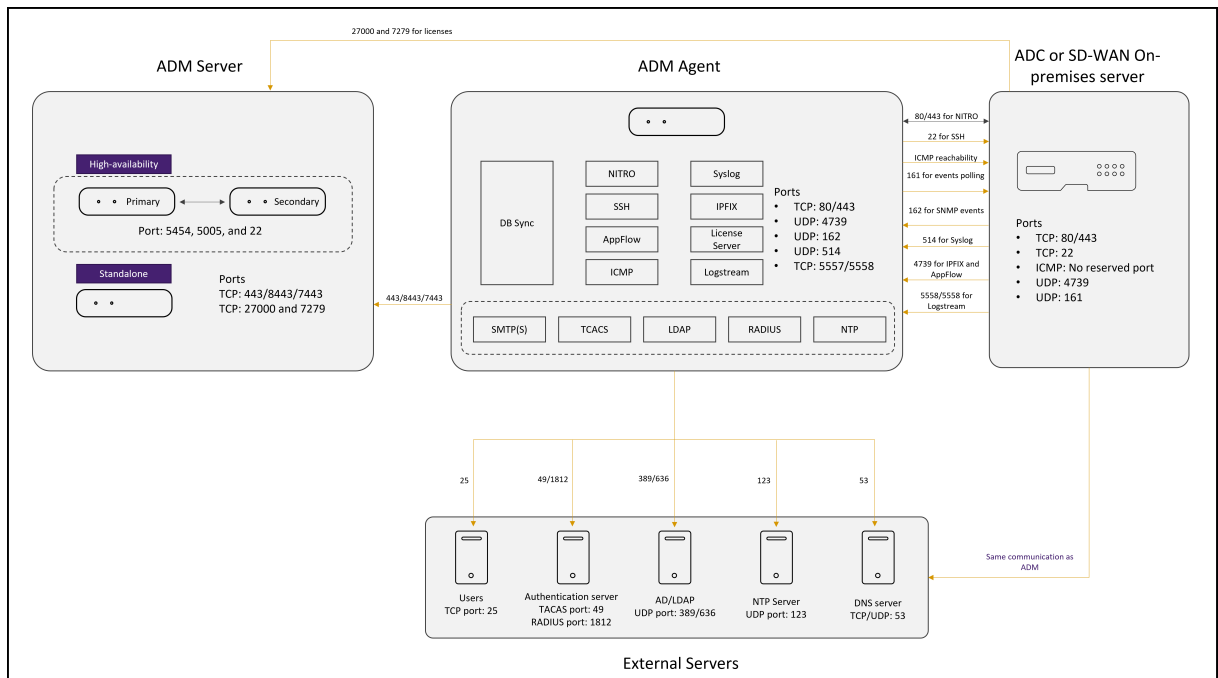 27000 and 7279 for licenses
ADM Server
ADM Agent
ADC or SD-WAN On-
premises server
High-availability
Primary
Secondary
Port: 5454, 5005, and 22
Standalone
Ports
TCP: 443/8443/7443
TCP: 27000 and 7279
443/8443/7443
DB Sync
NITRO
Syslog
SSH
IPFIX
AppFlow
License
Server
ICMP
Logstream
Ports
• TCP: 80/443
• UDP: 4739
• UDP: 162
• UDP: 514
• TCP: 5557/5558
SMTP(S)
TCACS
LDAP
RADIUS
NTP
80/443 for NITRO
22 for SSH
ICMP reachability
161 for events polling
162 for SNMP events
514 for Syslog
4739 for IPFIX and
AppFlow
5558/5558 for
Logstream
Ports
• TCP: 80/443
• TCP: 22
• ICMP: No reserved port
• UDP: 4739
• UDP: 161
25
49/1812
389/636
123
53
Users
TCP port: 25
Authentication server
TACAS port: 49
RADIUS port: 1812
AD/LDAP
UDP port: 389/636
NTP Server
UDP port: 123
DNS server
TCP/UDP: 53
Same communication as
ADM
External Servers